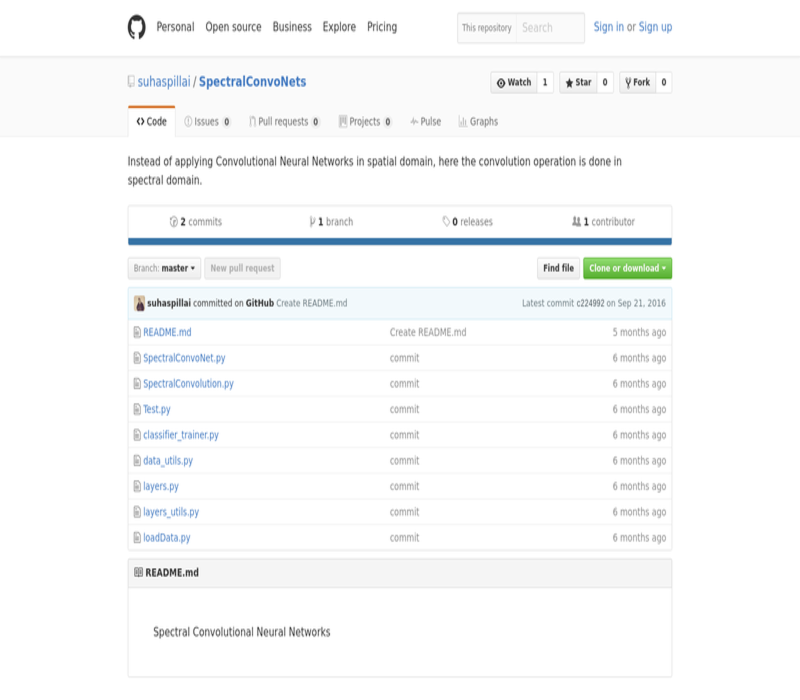 Personal Open source Business Explore Pricing This repository Search Sign in or Sign up
suhaspillai / SpectralConvoNets Watch 1 Star 0 Fork 0
Code Issues 0 Pull requests 0 Projects 0 Pulse Graphs
Instead of applying Convolutional Neural Networks in spatial domain, here the convolution operation is done in
spectral domain.
2 commits 1 branch 0 releases 1 contributor
Branch: master New pull request Find file Clone or download
suhaspillai committed on GitHub Create README.md Latest commit c224992 on Sep 21, 2016
README.md Create README.md 5 months ago
SpectralConvoNet.py commit 6 months ago
SpectralConvolution.py commit 6 months ago
Test.py commit 6 months ago
classifier_trainer.py commit 6 months ago
data_utils.py commit 6 months ago
layers.py commit 6 months ago
layers_utils.py commit 6 months ago
loadData.py commit 6 months ago
README.md
Spectral Convolutional Neural Networks